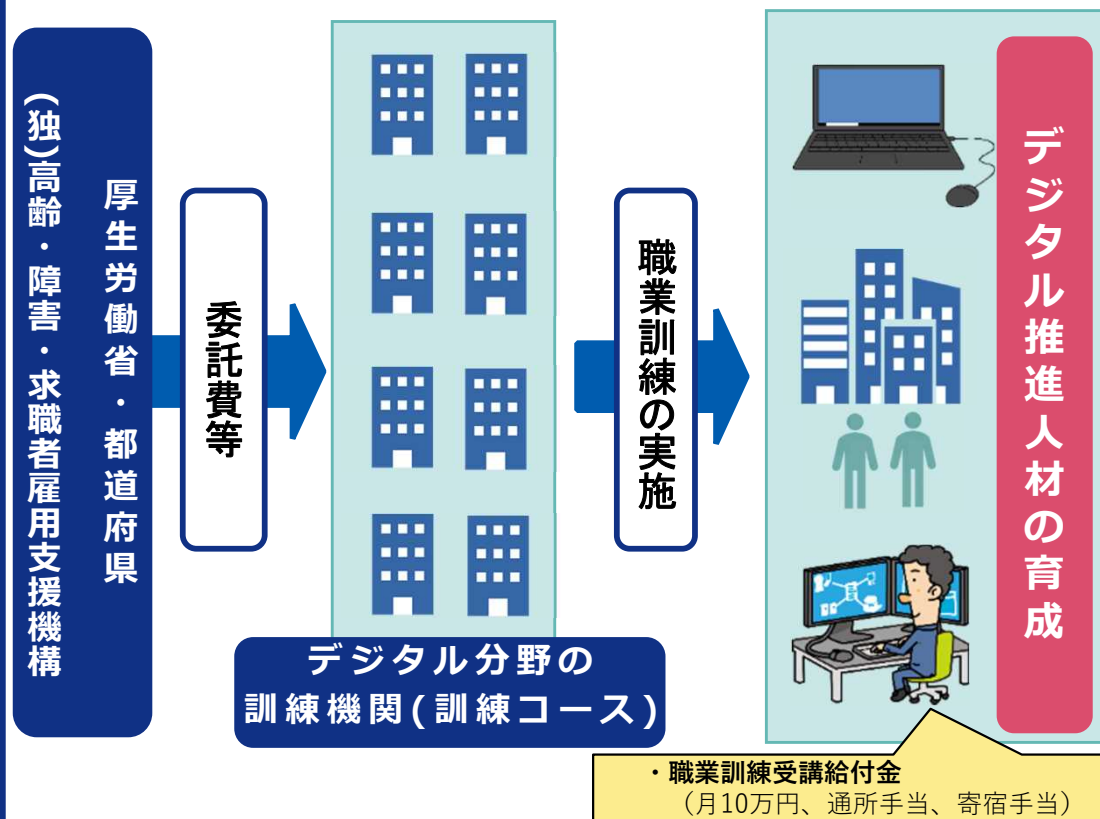 厚生労働省・都道府県
(独)高齢・障害・求職者雇用支援機構
委託費等
デジタル分野の
訓練機関(訓練コース)
職業訓練の実施
デジタル推進人材の育成
・職業訓練受講給付金
（月10万円、通所手当、寄宿手当）